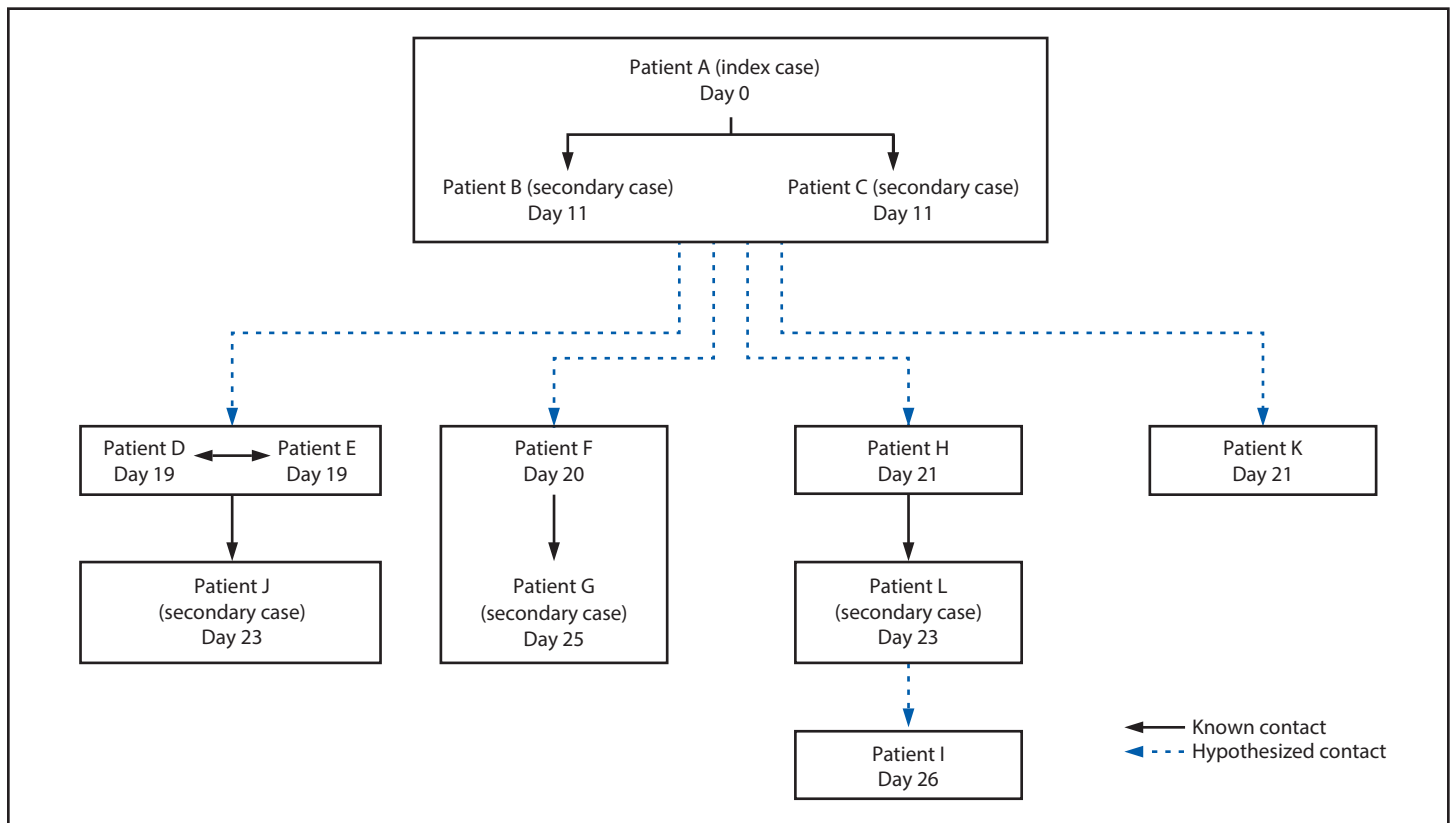 Patient A (index case)
Day 0
Patient B (secondary case)
Day 11
Patient C (secondary case)
Day 11
Patient D
Day 19
Patient E
Day 19
Patient F
Day 20
Patient H
Day 21
Patient K
Day 21
Patient J
(secondary case)
Day 23
Patient G
(secondary case)
Day 25
Patient L
(secondary case)
Day 23
Patient I
Day 26
Known contact
Hypothesized contact